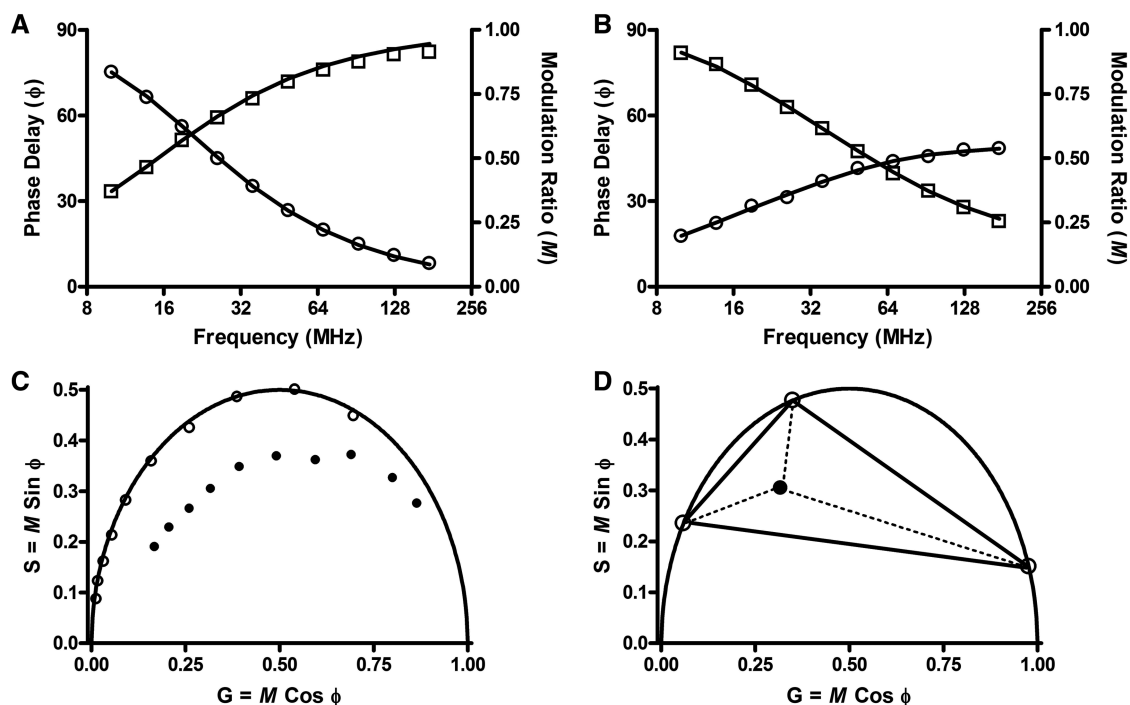 A
Phase Delay (ϕ)
90
60
30
0
8 16 32 64 128 256
Frequency (MHz)
1.00
0.75
0.50
0.25
0.00
Modulation Ratio (M)
B
Phase Delay (ϕ)
90
60
30
0
8 16 32 64 128 256
Frequency (MHz)
1.00
0.75
0.50
0.25
0.00
Modulation Ratio (M)
C
S = M Sin ϕ
0.5
0.4
0.3
0.2
0.1
0.0
0.00 0.25 0.50 0.75 1.00
G = M Cos ϕ
D
S = M Sin ϕ
0.5
0.4
0.3
0.2
0.1
0.0
0.00 0.25 0.50 0.75 1.00
G = M Cos ϕ